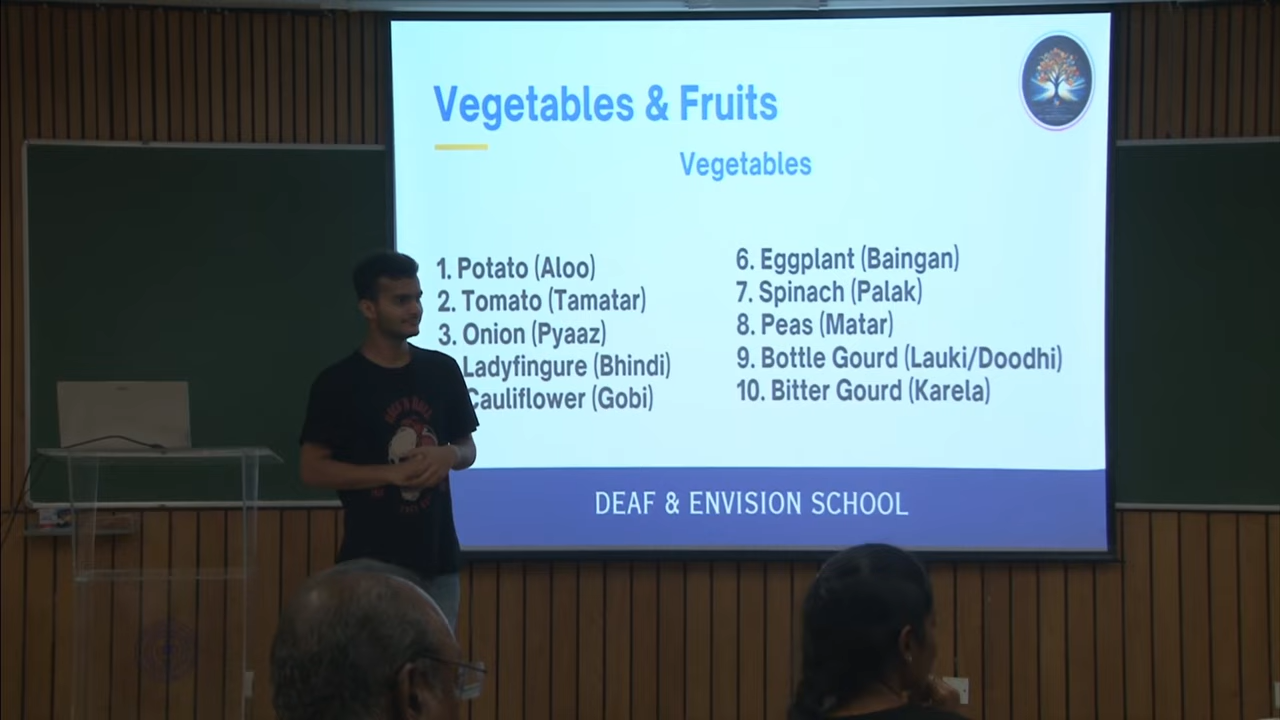 Vegetables & Fruits
Vegetables
1. Potato (Aloo)
2. Tomato (Tamatar)
3. Onion (Pyaaz)
Ladyfingure (Bhindi)
Cauliflower (Gobi)
6. Eggplant (Baingan)
7. Spinach (Palak)
8. Peas (Matar)
9. Bottle Gourd (Lauki/Doodhi)
10. Bitter Gourd (Karela)
DEAF & ENVISION SCHOOL